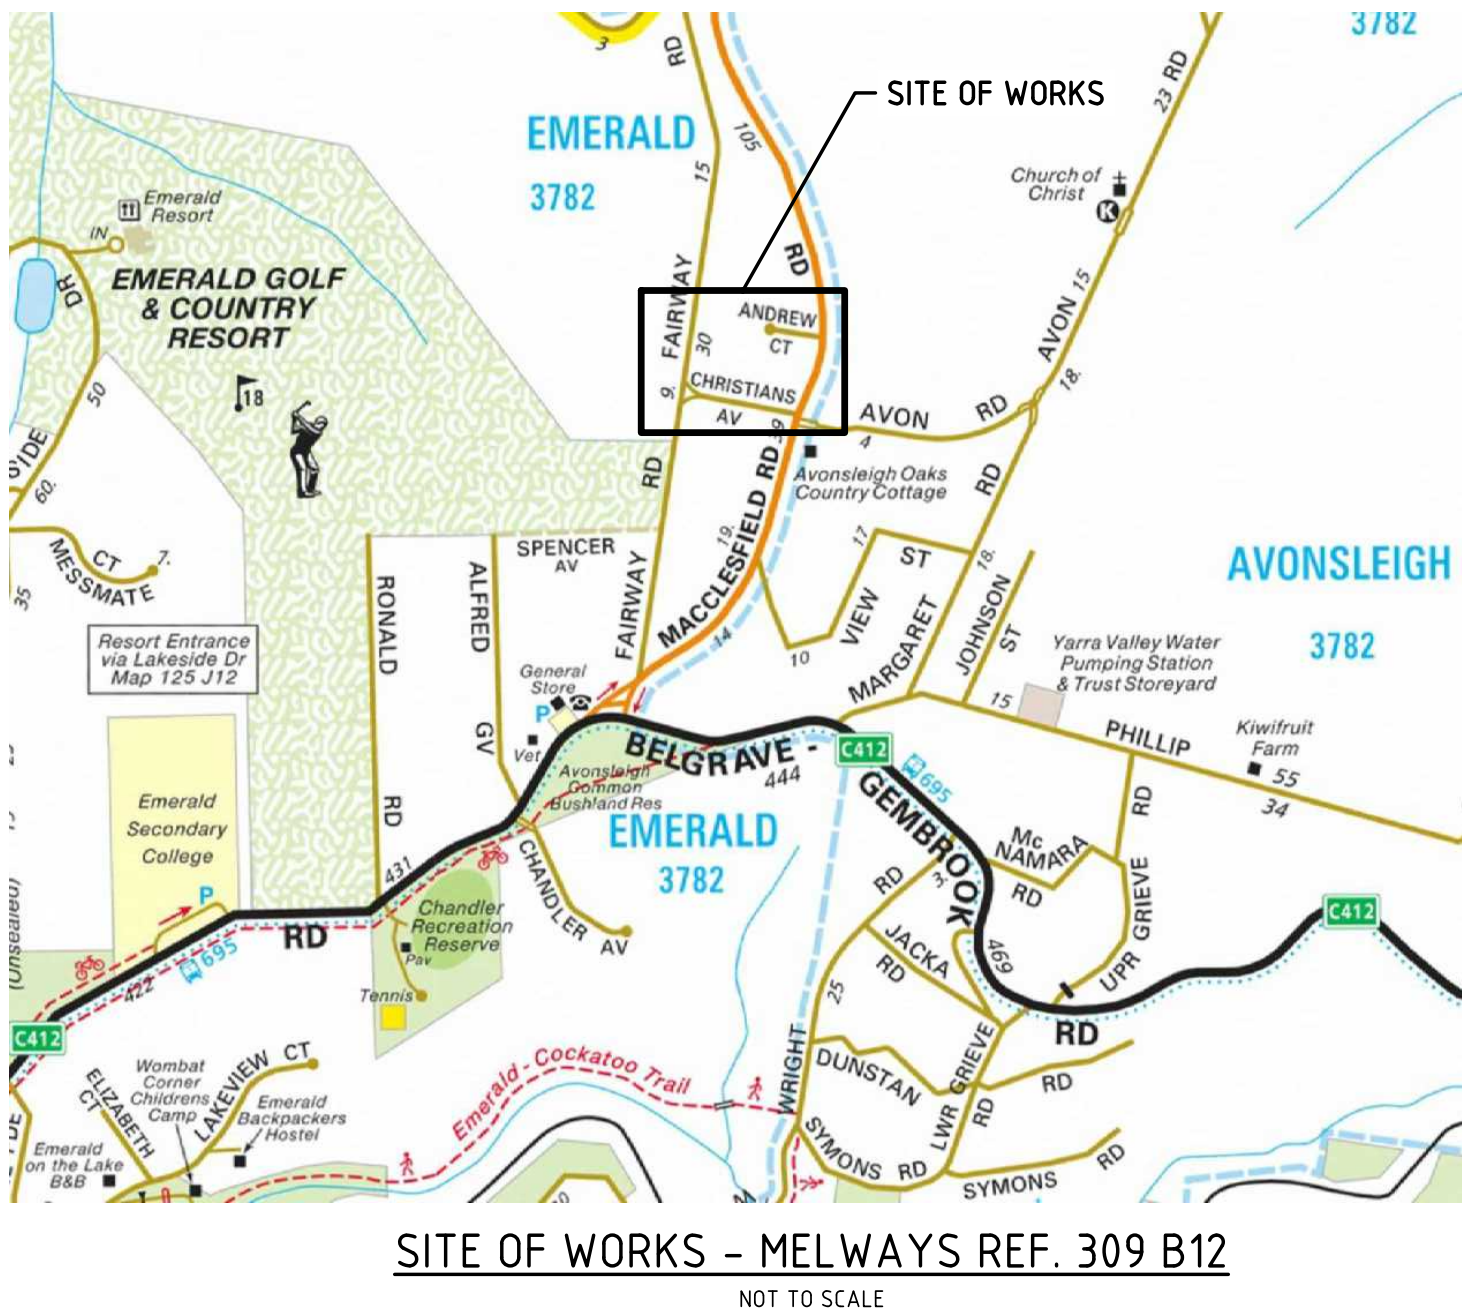 3782
3
RD
SITE OF WORKS
23 RD
EMERALD
3782
105
15
Church of
Christ
K
Emerald
Resort
IN
DR
EMERALD GOLF
& COUNTRY
RESORT
18
50
SIDE
60.
RD
FAIRWAY
30
9.
ANDREW
CT
CHRISTIANS
AV
39
AVON
RD
4
AVON 15
18.
RD
Avonsleigh Oaks
Country Cottage
RD
MACCLESFIELD RD
19.
14
MESSMATE
CT
7.
35
Resort Entrance
via Lakeside Dr
Map 125 J12
RONALD
RD
ALFRED
GV
SPENCER
AV
FAIRWAY
17
ST
VIEW
10
MARGARET
18.
JOHNSON
ST
AVONSLEIGH
3782
Yarra Valley Water
Pumping Station
& Trust Storeyard
15
PHILLIP
Kiwifruit
Farm
55
34
General
Store
P
Vet
BELGRAVE -
444
C412
GEMBROOK
695
Avonsleigh
Common
Bushland Res
EMERALD
3782
Emerald
Secondary
College
P
431
CHANDLER
AV
Chandler
Recreation
Reserve
Pav
Tennis
RD
695
422
C412
(Unsealed)
Mc
NAMARA
RD
RD
UPR GRIEVE
RD
3.
JACKA
RD
469
C412
RD
25
WRIGHT
DUNSTAN
RD
LWR GRIEVE
RD
SYMONS RD
SYMONS
RD
Emerald - Cockatoo Trail
Wombat
Corner
Childrens
Camp
ELIZABETH
CT
LAKEVIEW CT
Emerald
Backpackers
Hostel
Emerald
on the Lake
B&B
SITE OF WORKS - MELWAYS REF. 309 B12
NOT TO SCALE